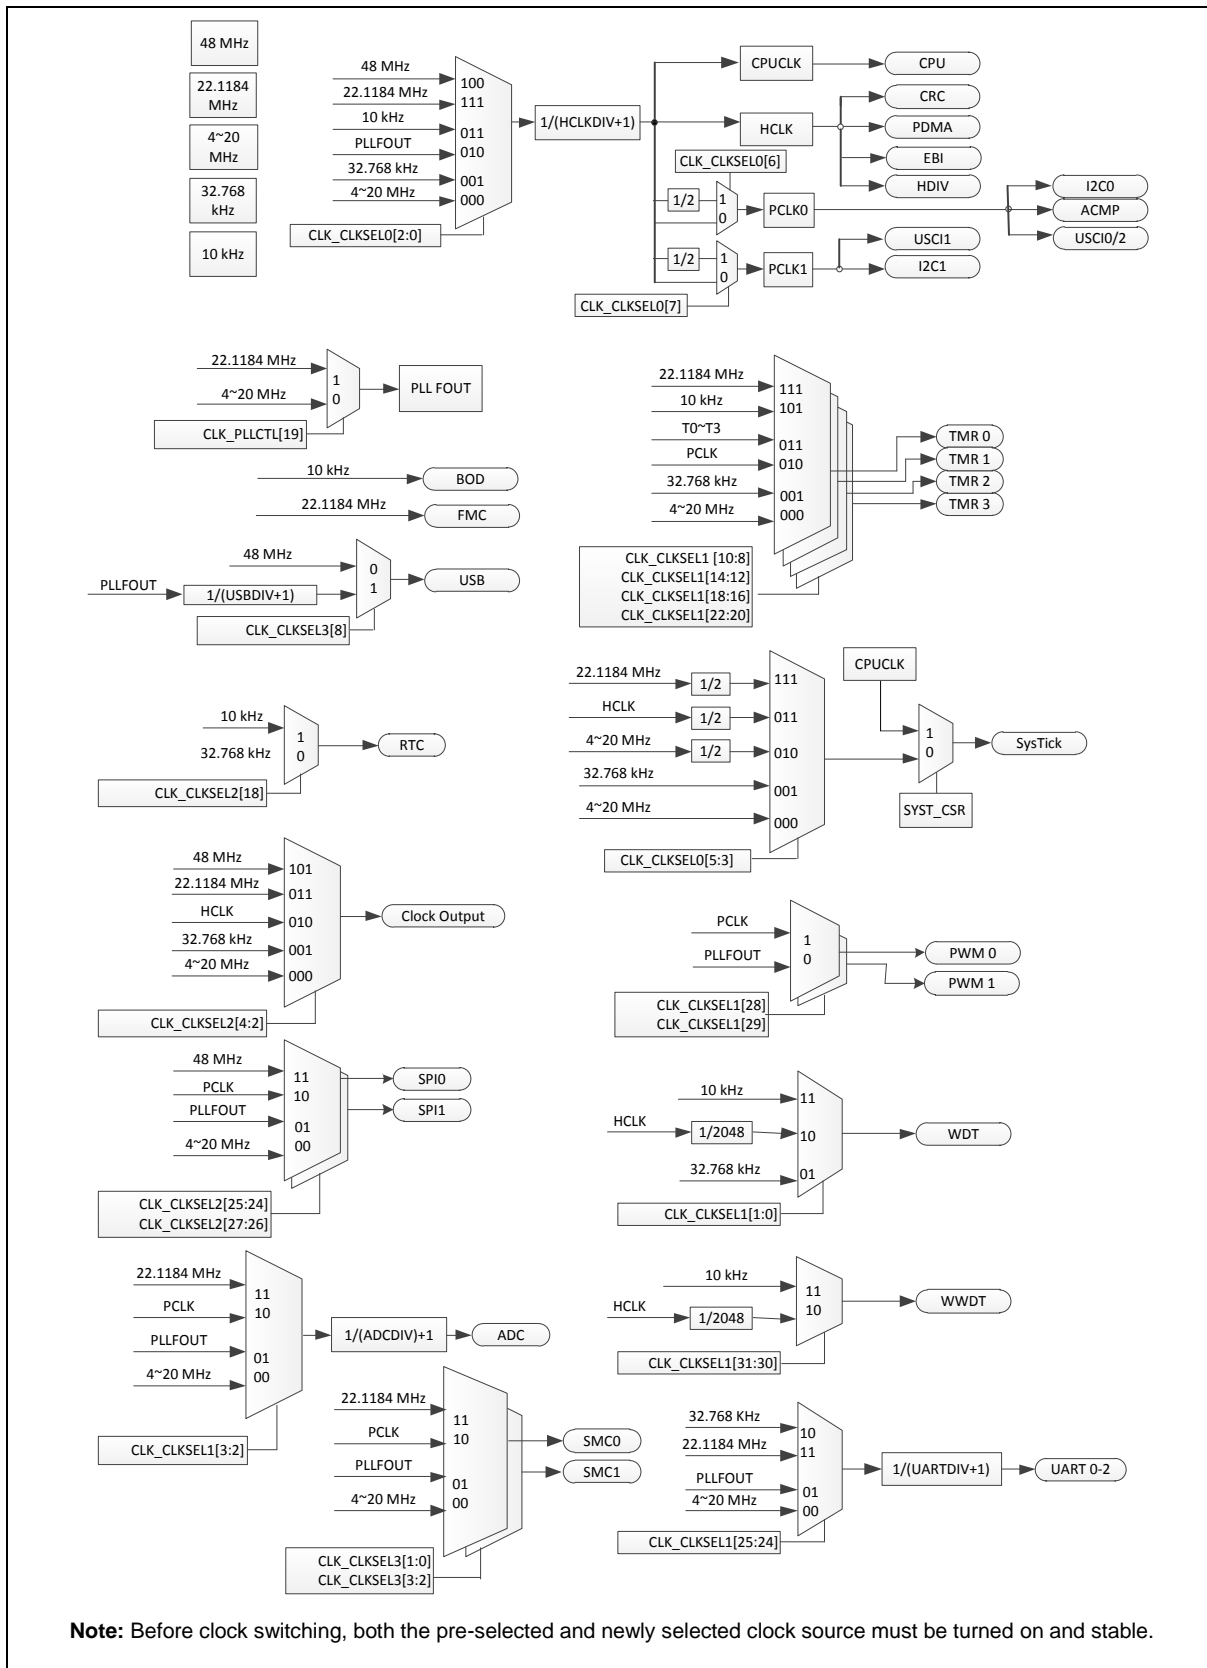 48 MHz
22.1184
MHz
4~20
MHz
32.768
kHz
10 kHz
48 MHz
22.1184 MHz
10 kHz
PLLFOUT
32.768 kHz
4~20 MHz
100
111
011
010
001
000
CLK_CLKSEL0[2:0]
1/(HCLKDIV+1)
CPUCLK
CPU
HCLK
CRC
PDMA
EBI
HDIV
CLK_CLKSEL0[6]
1/2
1
0
PCLK0
I2C0
ACMP
USCI0/2
1/2
1
0
PCLK1
USCI1
I2C1
CLK_CLKSEL0[7]
22.1184 MHz
4~20 MHz
1
0
PLL FOUT
CLK_PLLCTL[19]
10 kHz
BOD
22.1184 MHz
FMC
48 MHz
PLLFOUT
1/(USBDIV+1)
0
1
USB
CLK_CLKSEL3[8]
22.1184 MHz
10 kHz
T0~T3
PCLK
32.768 kHz
4~20 MHz
111
101
011
010
001
000
TMR 0
TMR 1
TMR 2
TMR 3
CLK_CLKSEL1 [10:8]
CLK_CLKSEL1[14:12]
CLK_CLKSEL1[18:16]
CLK_CLKSEL1[22:20]
10 kHz
32.768 kHz
1
0
RTC
CLK_CLKSEL2[18]
22.1184 MHz
1/2
HCLK
1/2
4~20 MHz
1/2
32.768 kHz
4~20 MHz
111
011
010
001
000
CLK_CLKSEL0[5:3]
CPUCLK
1
0
SysTick
SYST_CSR
48 MHz
22.1184 MHz
HCLK
32.768 kHz
4~20 MHz
101
011
010
001
000
Clock Output
CLK_CLKSEL2[4:2]
PCLK
PLLFOUT
1
0
PWM 0
PWM 1
CLK_CLKSEL1[28]
CLK_CLKSEL1[29]
48 MHz
PCLK
PLLFOUT
4~20 MHz
11
10
01
00
SPI0
SPI1
CLK_CLKSEL2[25:24]
CLK_CLKSEL2[27:26]
10 kHz
HCLK
1/2048
32.768 kHz
11
10
01
WDT
CLK_CLKSEL1[1:0]
22.1184 MHz
PCLK
PLLFOUT
4~20 MHz
11
10
01
00
1/(ADCDIV)+1
ADC
CLK_CLKSEL1[3:2]
10 kHz
HCLK
1/2048
11
10
WWDT
CLK_CLKSEL1[31:30]
22.1184 MHz
PCLK
PLLFOUT
4~20 MHz
11
10
01
00
SMC0
SMC1
CLK_CLKSEL3[1:0]
CLK_CLKSEL3[3:2]
32.768 KHz
22.1184 MHz
PLLFOUT
4~20 MHz
10
11
01
00
1/(UARTDIV+1)
UART 0-2
CLK_CLKSEL1[25:24]
Note: Before clock switching, both the pre-selected and newly selected clock source must be turned on and stable.